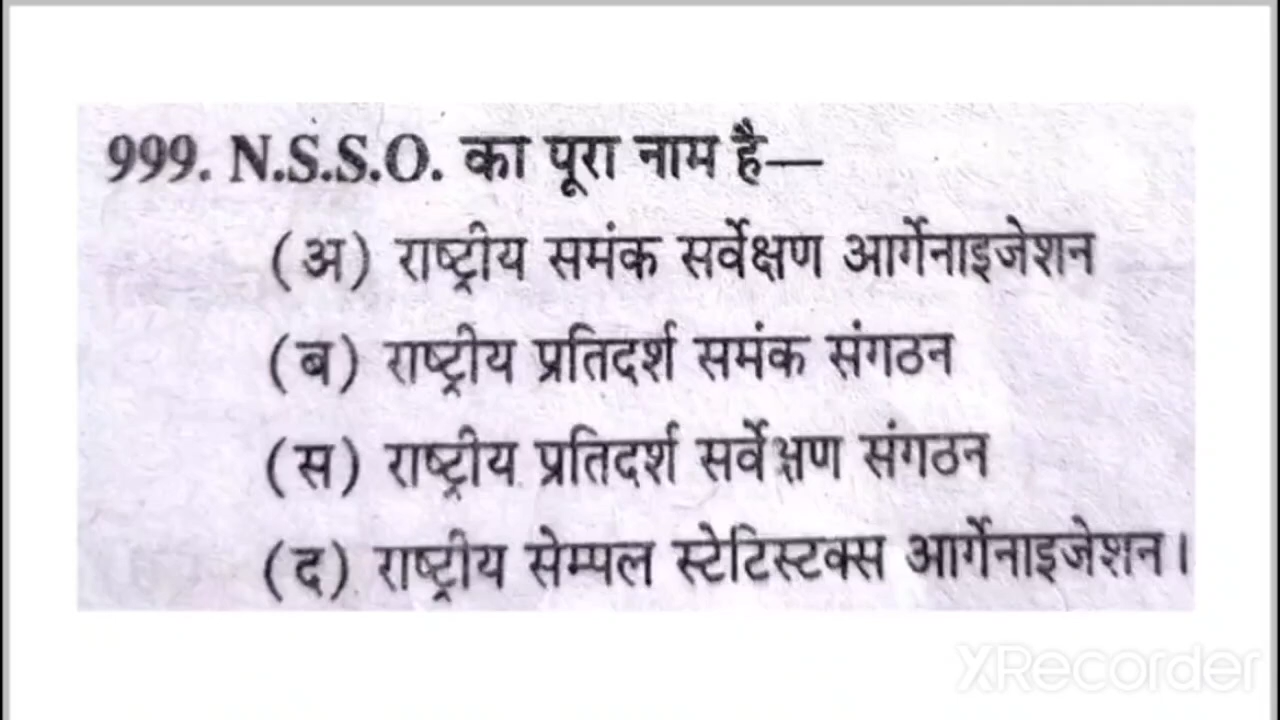 999. N.S.S.O. का पूरा नाम है—
(अ) राष्ट्रीय समंक सर्वेक्षण आर्गेनाइजेशन
(ब) राष्ट्रीय प्रतिदर्श समंक संगठन
(स) राष्ट्रीय प्रतिदर्श सर्वेक्षण संगठन
(द) राष्ट्रीय सेम्पल स्टेटिस्टक्स आर्गेनाइजेशन।
XRecorder